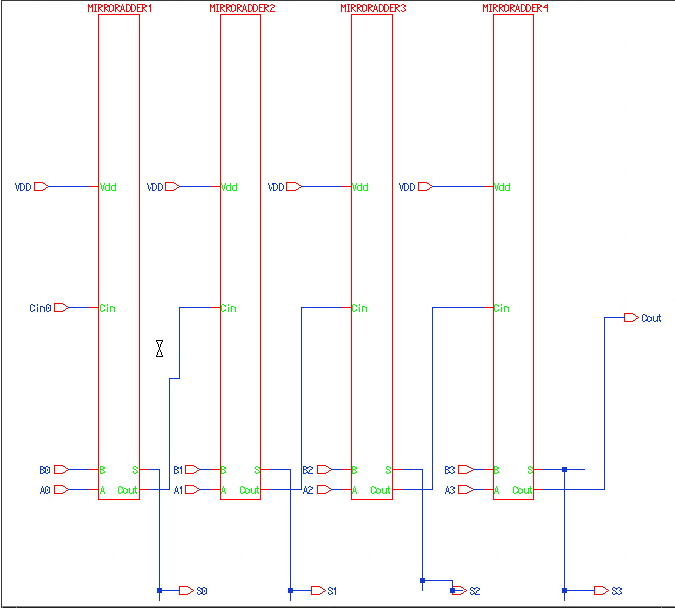 MIRRORADDER1 MIRRORADDER2 MIRRORADDER3 MIRRORADDER4
VDD Vdd VDD Vdd VDD Vdd VDD Vdd
Cin0 Cin Cin Cin Cin
Cout
B0 B S B1 B S B2 B S B3 B S
A0 A Cout A1 A Cout A2 A Cout A3 A Cout
S0 S1 S2 S3